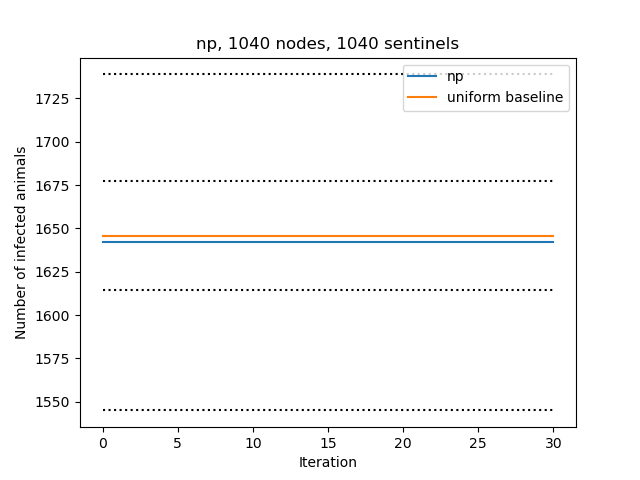 np, 1040 nodes, 1040 sentinels
np
uniform baseline
Number of infected animals
1725
1700
1675
1650
1625
1600
1575
1550
0 5 10 15 20 25 30
Iteration